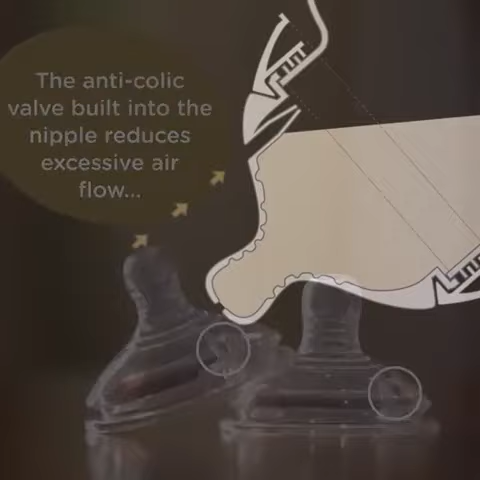 The anti-colic
valve built into the
nipple reduces
excessive air
flow...